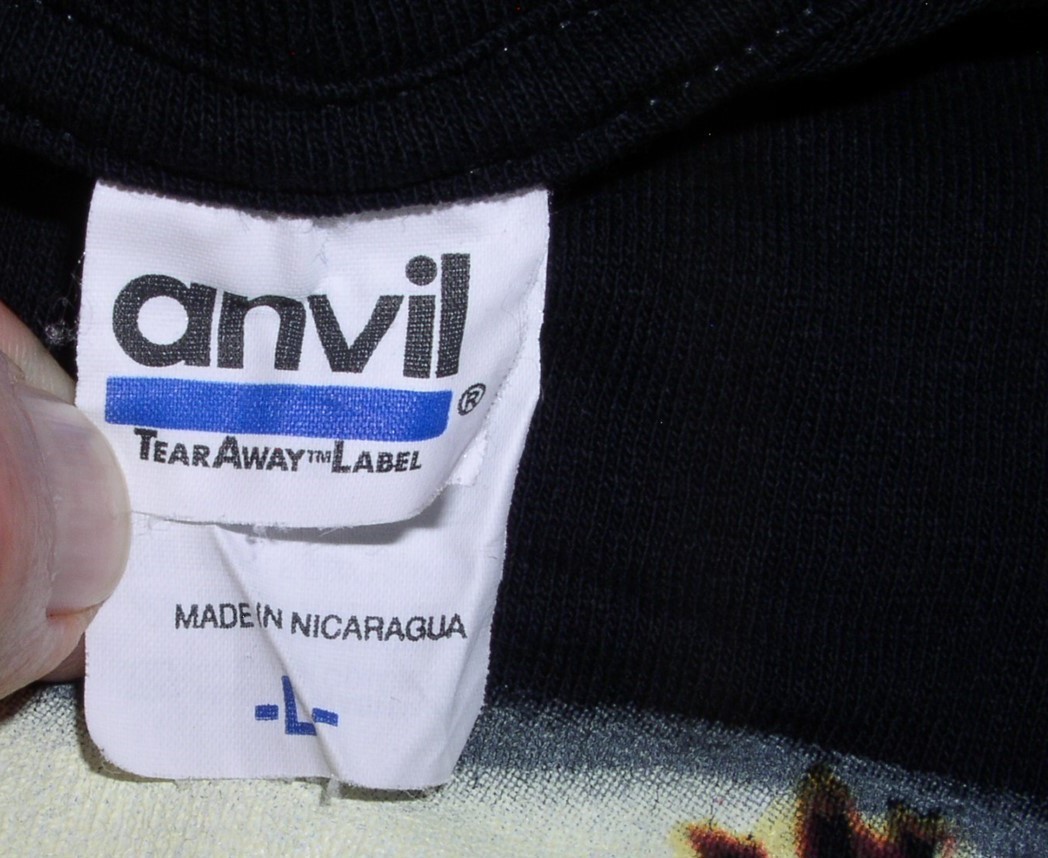 anvil
®
TEARAWAY™LABEL
MADE IN NICARAGUA
-L-